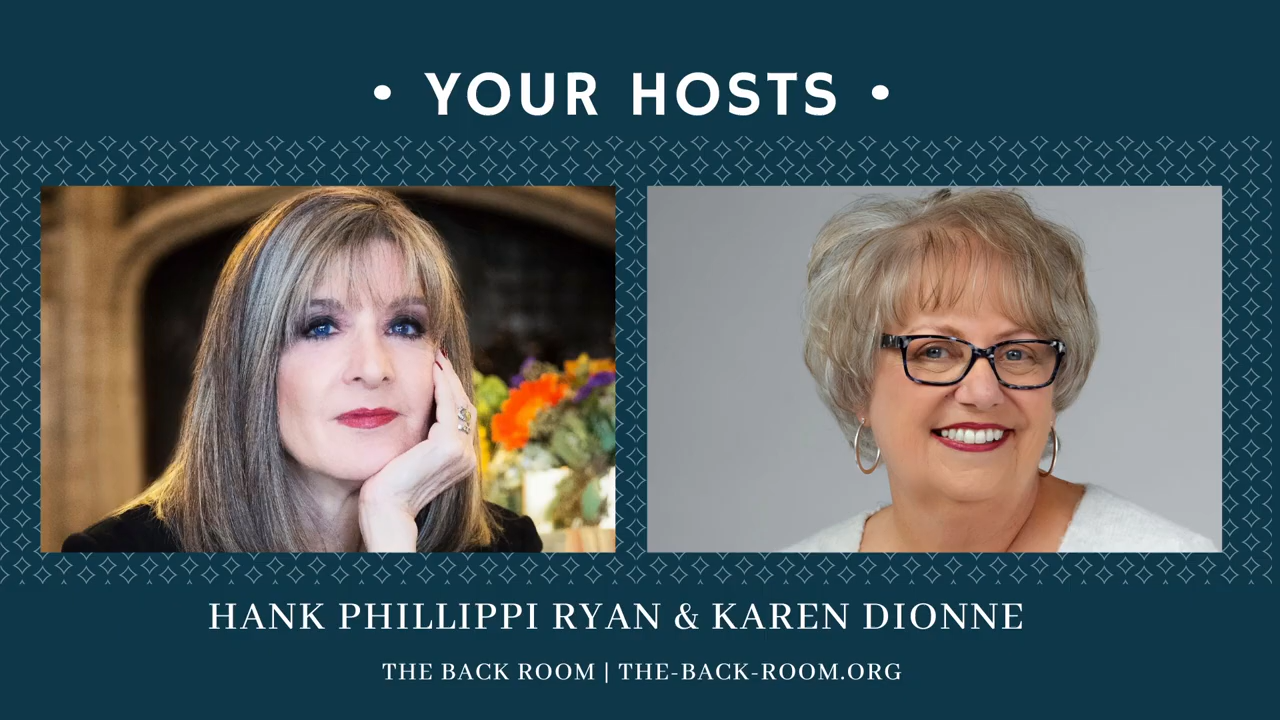 • YOUR HOSTS •
HANK PHILLIPPI RYAN & KAREN DIONNE
THE BACK ROOM | THE-BACK-ROOM.ORG